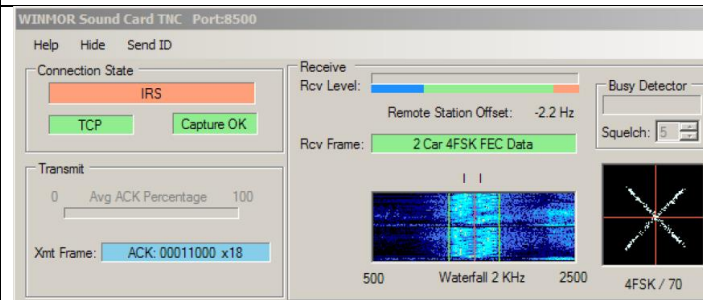 WINMOR Sound Card TNC Port:8500
Help Hide Send ID
Connection State
IRS
TCP Capture OK
Transmit
0 Avg ACK Percentage 100
Xmt Frame: ACK: 00011000 x18
Receive
Rcv Level:
Remote Station Offset: -2.2 Hz
Rcv Frame: 2 Car 4FSK FEC Data
500 Waterfall 2 KHz 2500
Busy Detector
Squelch: 5
4FSK / 70